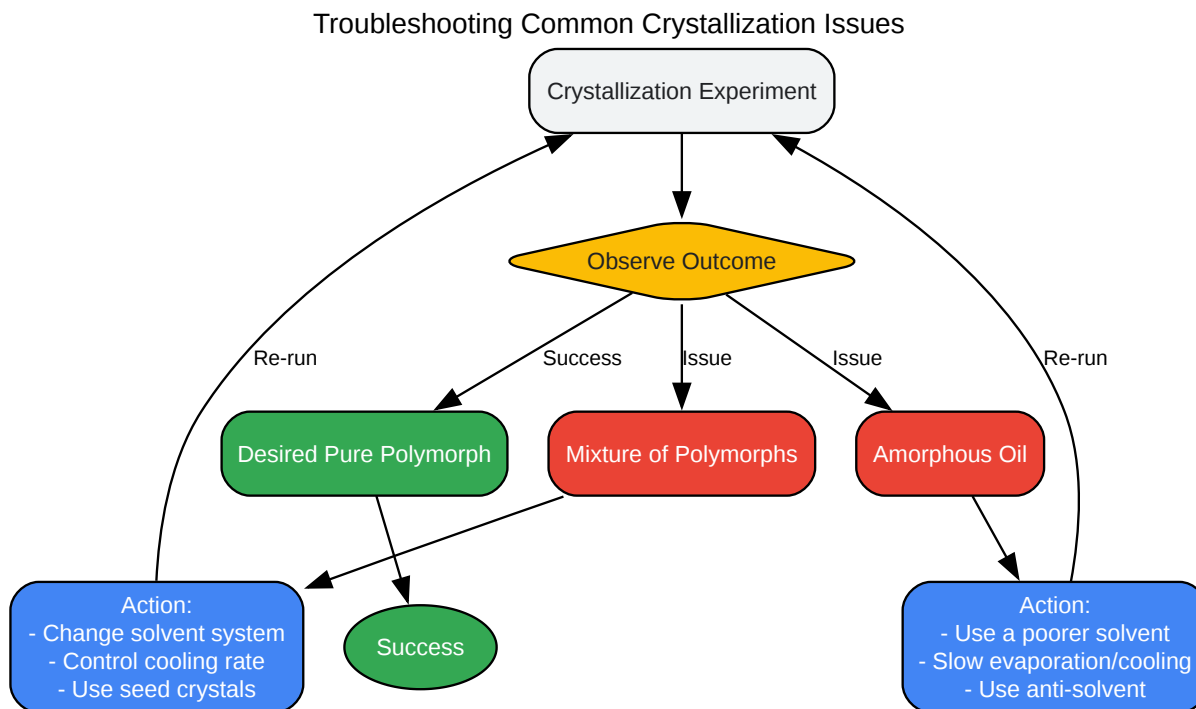 Troubleshooting Common Crystallization Issues
Crystallization Experiment
Observe Outcome
Re-run
Success
Issue
Issue
Re-run
Desired Pure Polymorph
Mixture of Polymorphs
Amorphous Oil
Action:
- Change solvent system
- Control cooling rate
- Use seed crystals
Success
Action:
- Use a poorer solvent
- Slow evaporation/cooling
- Use anti-solvent